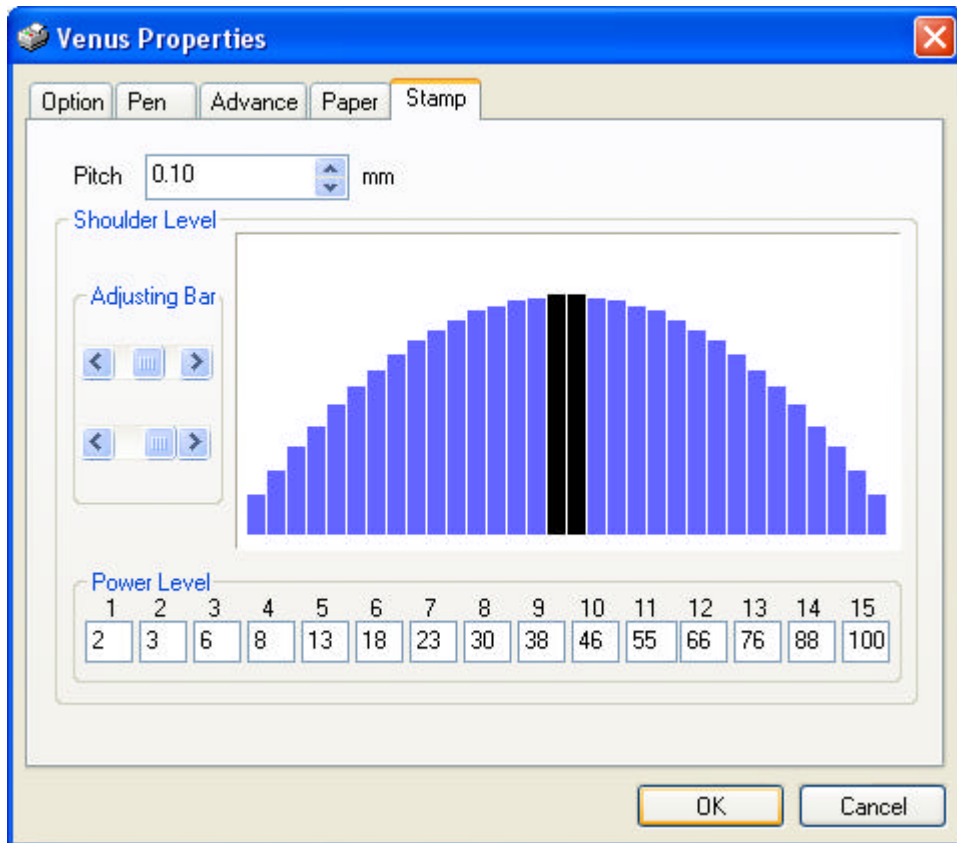 Venus Properties
Option Pen Advance Paper Stamp
Pitch 0.10 mm
Shoulder Level
Adjusting Bar
Power Level
1 2 3 4 5 6 7 8 9 10 11 12 13 14 15
2 3 6 8 13 18 23 30 38 46 55 66 76 88 100
OK Cancel